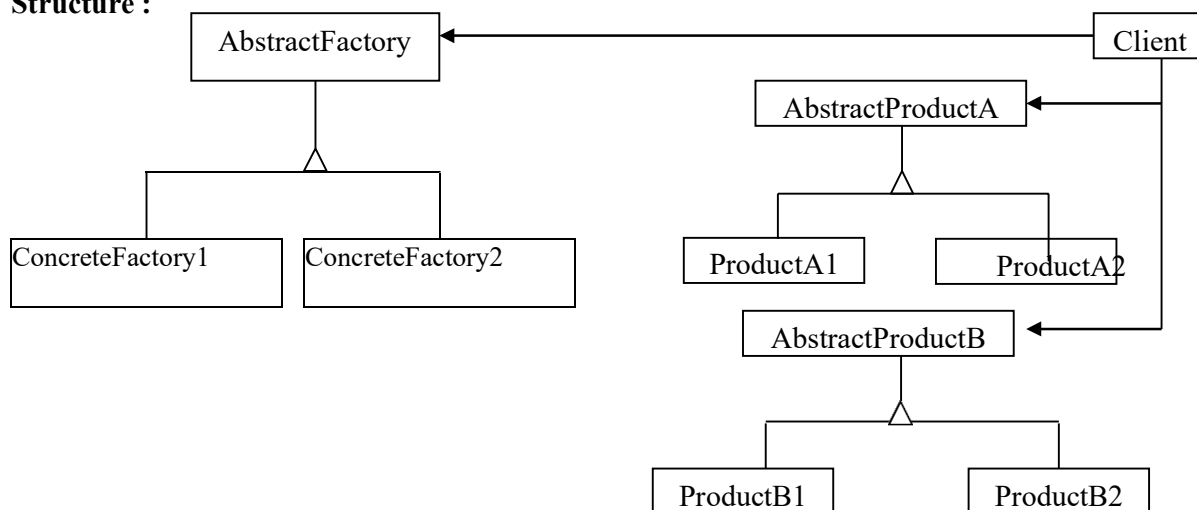 Structure :
AbstractFactory
Client
AbstractProductA
ConcreteFactory1
ConcreteFactory2
ProductA1
ProductA2
AbstractProductB
ProductB1
ProductB2